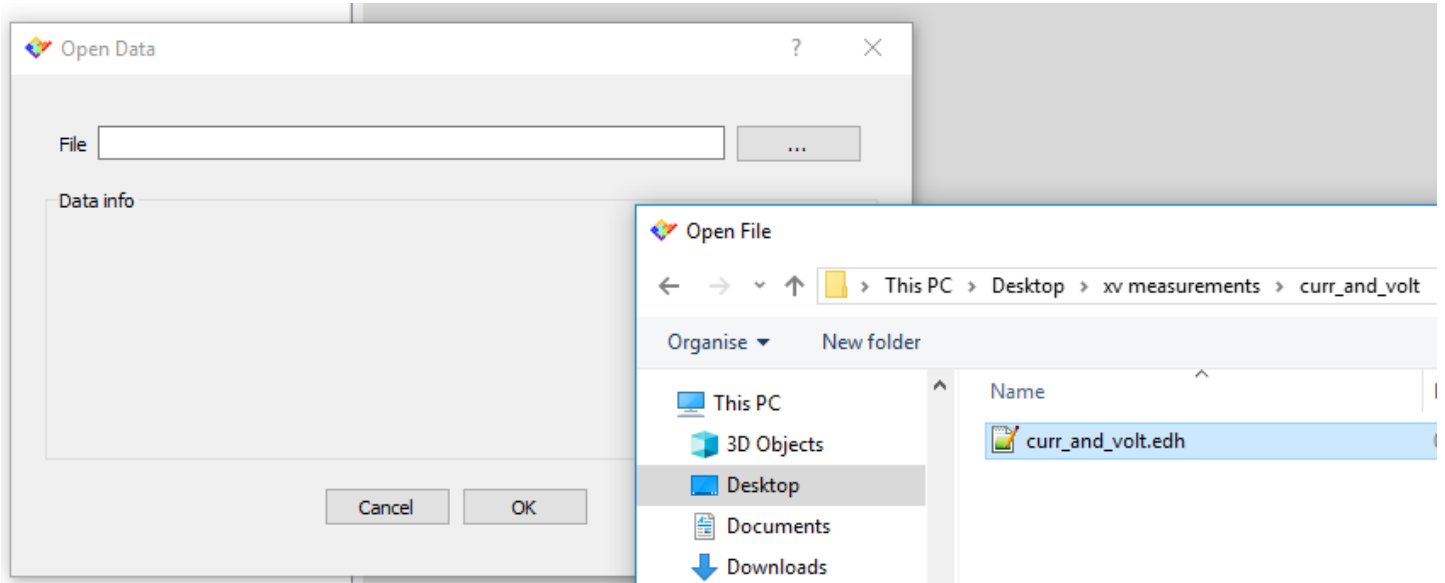 Open Data
?
File
...
Data info
Cancel
OK
Open File
This PC > Desktop > xv measurements > curr_and_volt
Organise
New folder
This PC
3D Objects
Desktop
Documents
Downloads
Name
curr_and_volt.edh